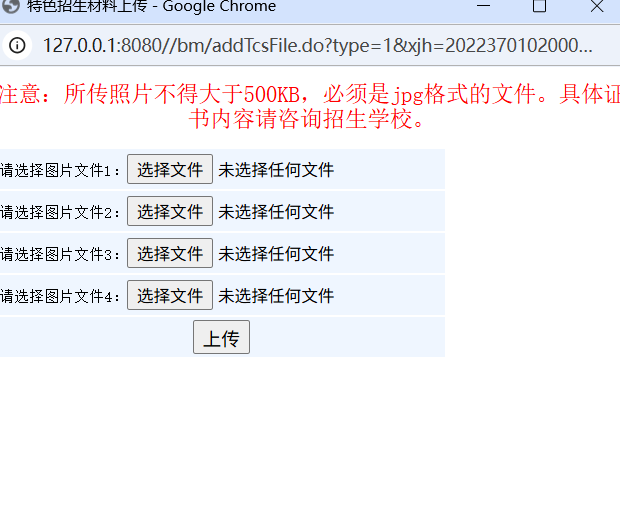 特色招生材料上传 - Google Chrome
127.0.0.1:8080//bm/addTcsFile.do?type=1&xjh=2022370102000...
注意：所传照片不得大于500KB，必须是jpg格式的文件。具体证
书内容请咨询招生学校。
请选择图片文件1：选择文件 未选择任何文件
请选择图片文件2：选择文件 未选择任何文件
请选择图片文件3：选择文件 未选择任何文件
请选择图片文件4：选择文件 未选择任何文件
上传